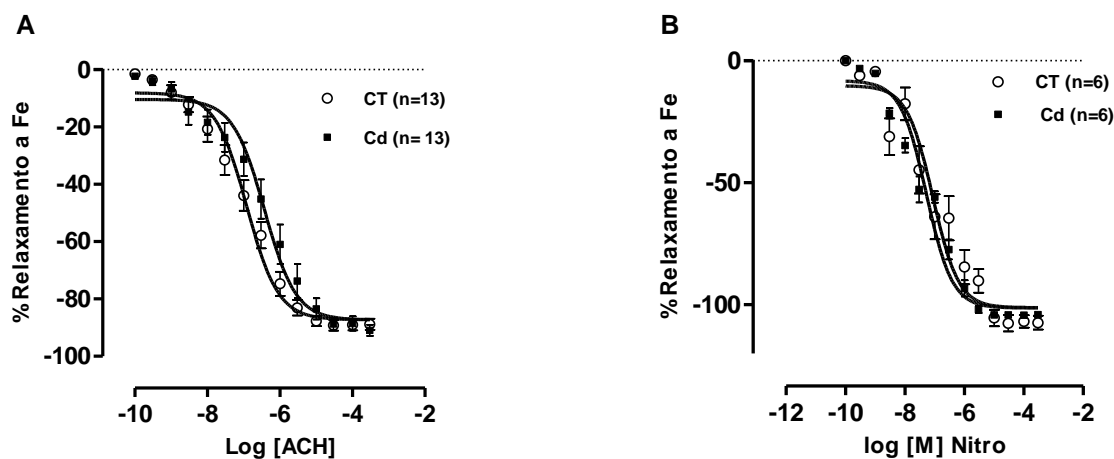 A
0
-20
-40
-60
-80
-100
%Relaxamento a Fe
CT (n=13)
Cd (n= 13)
-10
-8
-6
-4
-2
Log [ACH]
B
0
-50
-100
%Relaxamento a Fe
CT (n=6)
Cd (n=6)
-12
-10
-8
-6
-4
-2
log [M] Nitro